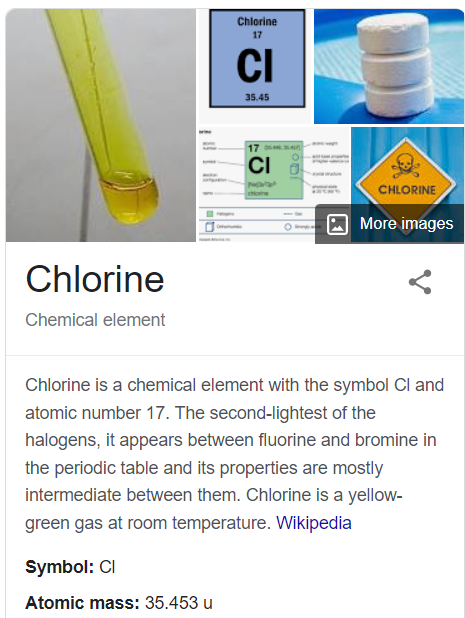 Chlorine
17
Cl
35.45
17
Cl
chlorine
CHLORINE
More images
Chlorine
Chemical element
Chlorine is a chemical element with the symbol Cl and
atomic number 17. The second-lightest of the
halogens, it appears between fluorine and bromine in
the periodic table and its properties are mostly
intermediate between them. Chlorine is a yellow-
green gas at room temperature. Wikipedia
Symbol: Cl
Atomic mass: 35.453 u